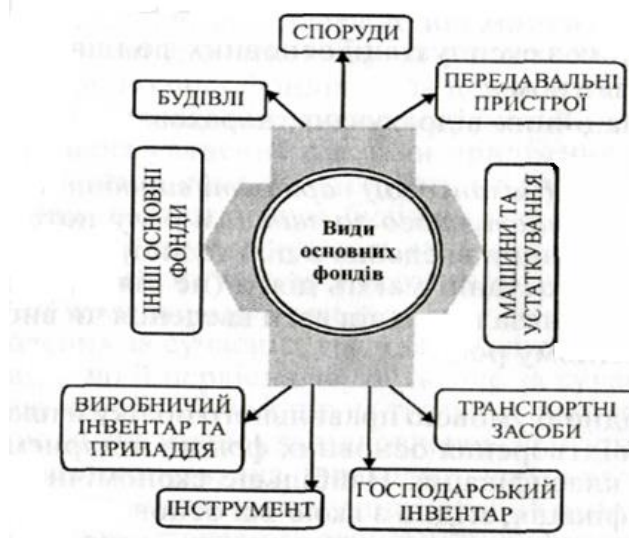 СПОРУДИ
БУДІВЛІ
ПЕРЕДАВАЛЬНІ
ПРИСТРОЇ
ІНШІ ОСНОВНІ
ФОНДИ
Види
основних
фондів
МАШИНИ ТА
УСТАТКУВАННЯ
ВИРОБНИЧИЙ
ІНВЕНТАР ТА
ПРИЛАДДЯ
ТРАНСПОРТНІ
ЗАСОБИ
ІНСТРУМЕНТ
ГОСПОДАРСЬКИЙ
ІНВЕНТАР